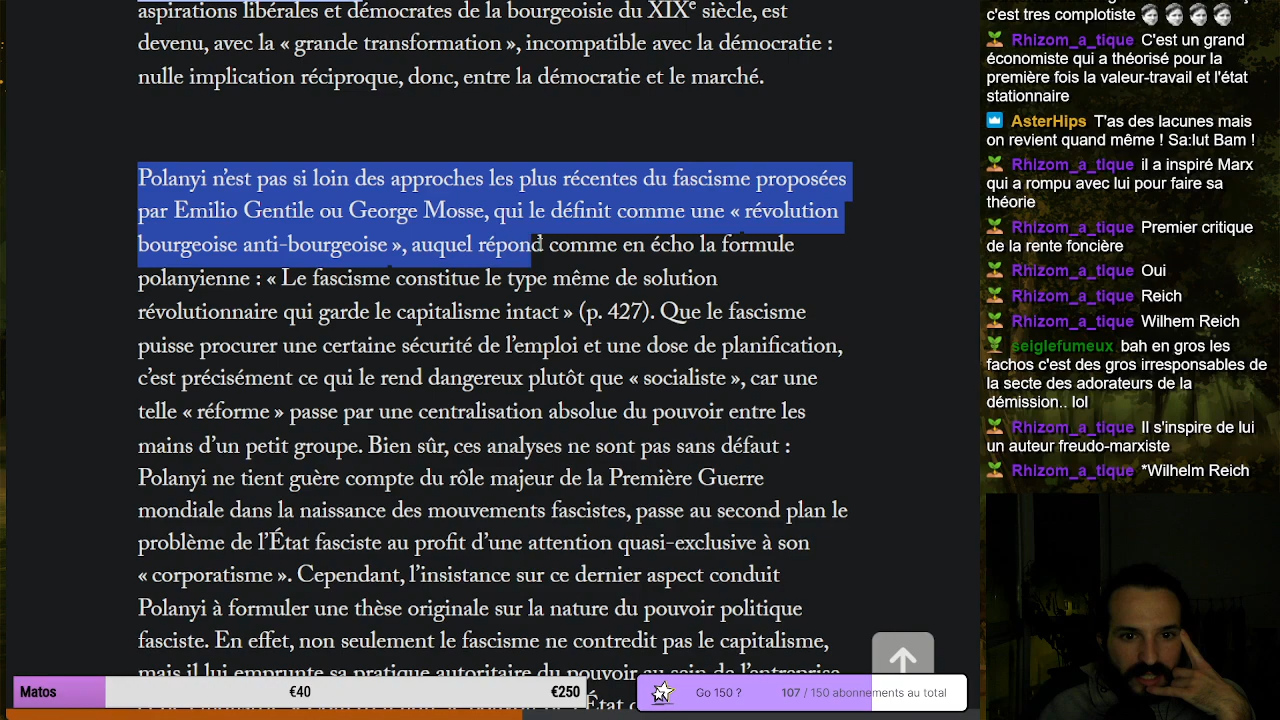 aspirations libérales et démocrates de la bourgeoisie du XIXe siècle, est
devenu, avec la « grande transformation », incompatible avec la démocratie :
nulle implication réciproque, donc, entre la démocratie et le marché.
Polanyi n'est pas si loin des approches les plus récentes du fascisme proposées
par Emilio Gentile ou George Mosse, qui le définit comme une « révolution
bourgeoise anti-bourgeoise », auquel répond comme en écho la formule
polanyienne : « Le fascisme constitue le type même de solution
révolutionnaire qui garde le capitalisme intact » (p. 427). Que le fascisme
puisse procurer une certaine sécurité de l'emploi et une dose de planification,
c'est précisément ce qui le rend dangereux plutôt que « socialiste », car une
telle « réforme » passe par une centralisation absolue du pouvoir entre les
mains d'un petit groupe. Bien sûr, ces analyses ne sont pas sans défaut :
Polanyi ne tient guère compte du rôle majeur de la Première Guerre
mondiale dans la naissance des mouvements fascistes, passe au second plan le
problème de l'État fasciste au profit d'une attention quasi-exclusive à son
« corporatisme ». Cependant, l'insistance sur ce dernier aspect conduit
Polanyi à formuler une thèse originale sur la nature du pouvoir politique
fasciste. En effet, non seulement le fascisme ne contredit pas le capitalisme,
mais il lui emprunte sa pratique autoritaire du pouvoir au sein de l'entreprise
l'État
Matos €40 €250
Go 150 ? 107 / 150 abonnements au total
c'est tres complotiste
Rhizom_a_tique C'est un grand
économiste qui a théorisé pour la
première fois la valeur-travail et l'état
stationnaire
AsterHips T'as des lacunes mais
on revient quand même ! Sa:lut Bam !
Rhizom_a_tique il a inspiré Marx
qui a rompu avec lui pour faire sa
théorie
Rhizom_a_tique Premier critique
de la rente foncière
Rhizom_a_tique Oui
Rhizom_a_tique Reich
Rhizom_a_tique Wilhem Reich
seiglefumeux bah en gros les
fachos c'est des gros irresponsables de
la secte des adorateurs de la
démission.. lol
Rhizom_a_tique Il s'inspire de lui
un auteur freudo-marxiste
Rhizom_a_tique *Wilhelm Reich